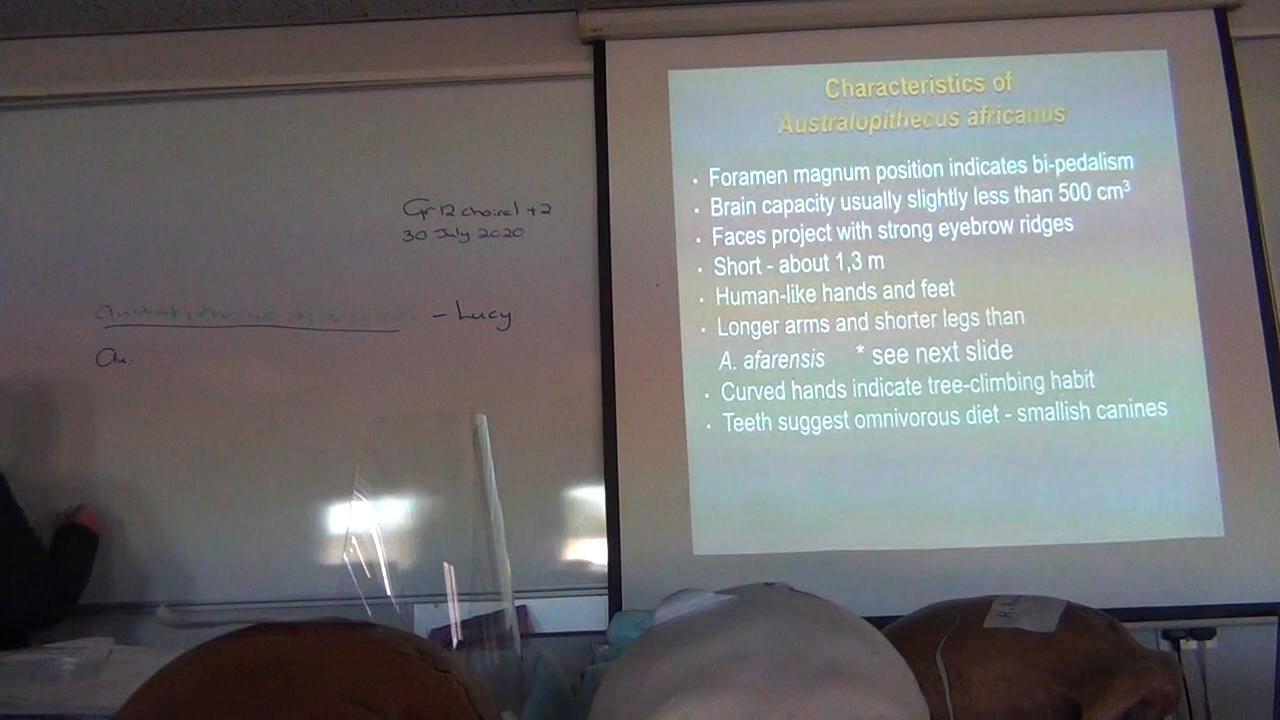 Gr 12 choice1 +2
30 July 2020
- Lucy
Characteristics of
Australopithecus africanus
• Foramen magnum position indicates bi-pedalism
• Brain capacity usually slightly less than 500 cm³
• Faces project with strong eyebrow ridges
• Short - about 1,3 m
• Human-like hands and feet
• Longer arms and shorter legs than
A. afarensis * see next slide
• Curved hands indicate tree-climbing habit
• Teeth suggest omnivorous diet - smallish canines